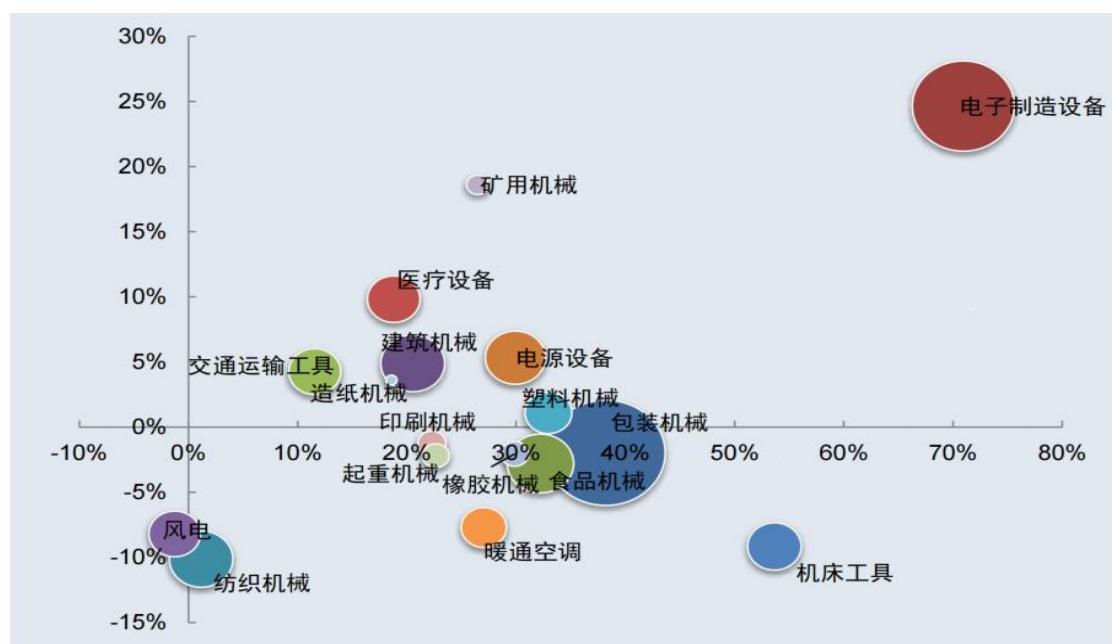 30%
25%
电子制造设备
20%
矿用机械
15%
10%
医疗设备
建筑机械
5%
交通运输工具
电源设备
造纸机械
塑料机械
印刷机械
包装机械
0%
-10% 0% 10% 20% 30% 40% 50% 60% 70% 80%
起重机械
橡胶机械
食品机械
-5%
风电
暖通空调
-10%
纺织机械
机床工具
-15%